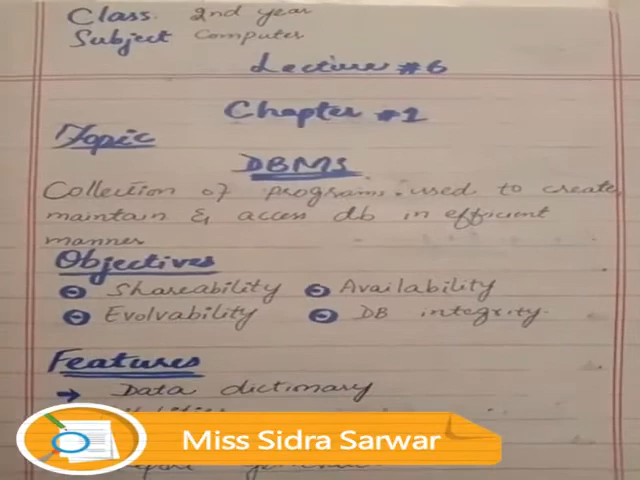 Class. 2nd year
Subject Computer
Lecture #6
Chapter #1
Topic
DBMS
Collection of programs used to create,
maintain & access db in efficient
manner
Objectives
Shareability Availability
Evolvability DB integrity.
Features
→ Data dictionary
Miss Sidra Sarwar